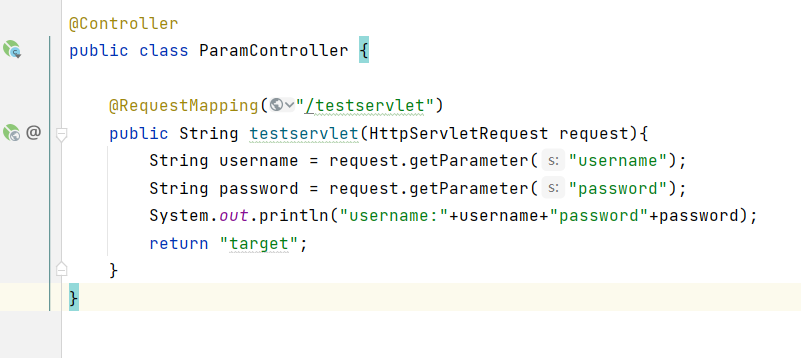 @Controller
public class ParamController {
@RequestMapping("/testservlet")
@ public String testservlet(HttpServletRequest request){
String username = request.getParameter( s: "username");
String password = request.getParameter( s: "password");
System.out.println("username:"+username+"password"+password);
return "target";
}
}